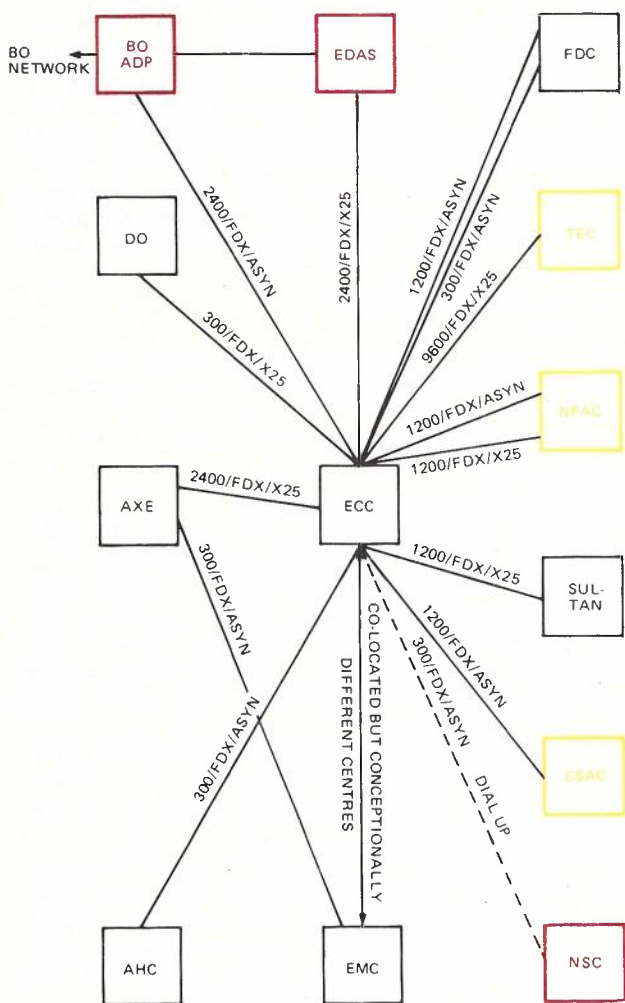 BO
NETWORK
BO
ADP
EDAS
FDC
2400/FDX/ASYN
2400/FDX/X25
1200/FDX/ASYN
300/FDX/ASYN
DO
TEC
300/FDX/X25
9600/FDX/X25
1200/FDX/ASYN
NPAC
1200/FDX/X25
AXE
2400/FDX/X25
ECC
300/FDX/ASYN
1200/FDX/X25
SUL-
TAN
CO-LOCATED BUT CONCEPTIONALLY
DIFFERENT CENTRES
1200/FDX/ASYN
300/FDX/ASYN
DIAL UP
300/FDX/ASYN
CSAC
AHC
EMC
NSC